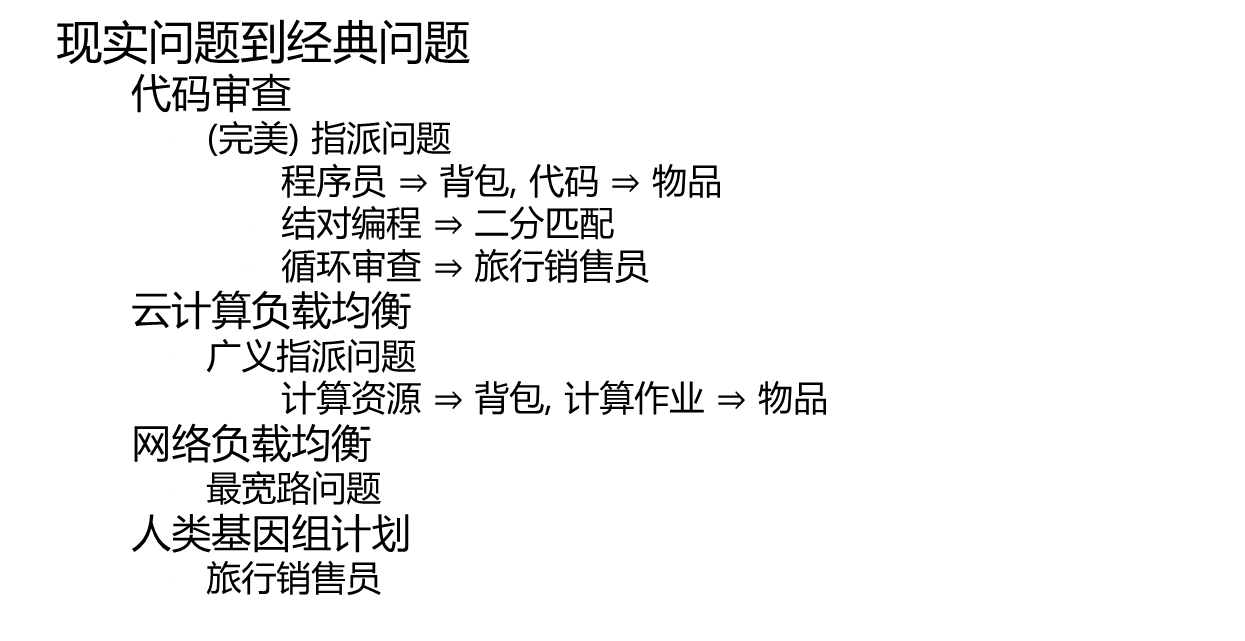 现实问题到经典问题
代码审查
(完美) 指派问题
程序员 ⇒ 背包, 代码 ⇒ 物品
结对编程 ⇒ 二分匹配
循环审查 ⇒ 旅行销售员
云计算负载均衡
广义指派问题
计算资源 ⇒ 背包, 计算作业 ⇒ 物品
网络负载均衡
最宽路问题
人类基因组计划
旅行销售员